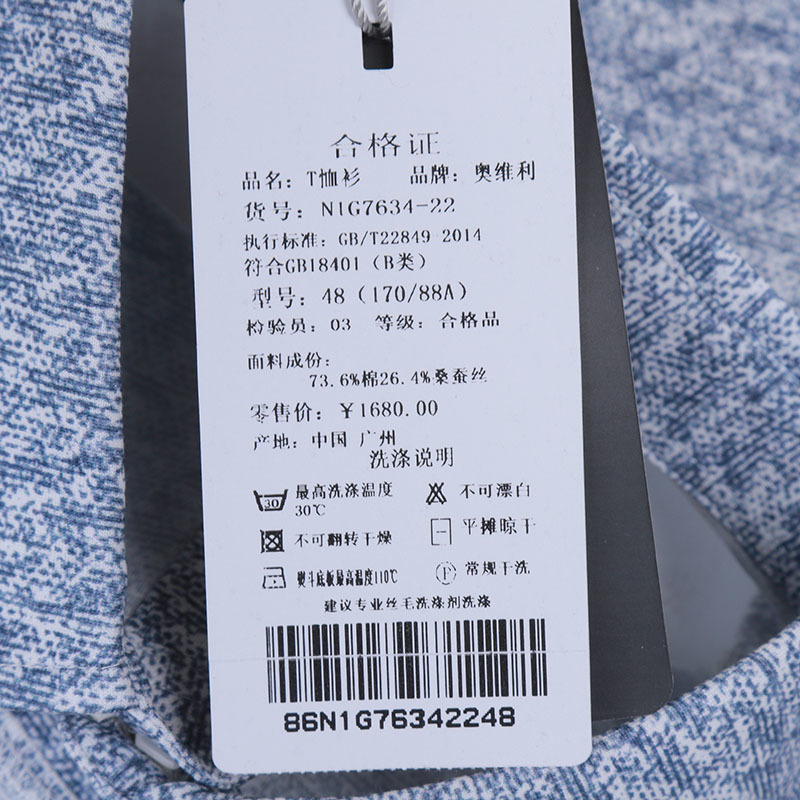 合格证
品名：T恤衫 品牌：奥维利
货号：N1G7634-22
执行标准：GB/T22849 2014
符合GB18401（B类）
型号：48（170/88A）
检验员：03 等级：合格品
面料成份：
73.6%棉26.4%桑蚕丝
零售价：¥1680.00
产地：中国 广州
洗涤说明
30 最高洗涤温度30℃ 不可漂白
不可翻转干燥 平摊晾干
熨斗底板最高温度110℃ P 常规干洗
建议专业丝毛洗涤剂洗涤
86N1G76342248